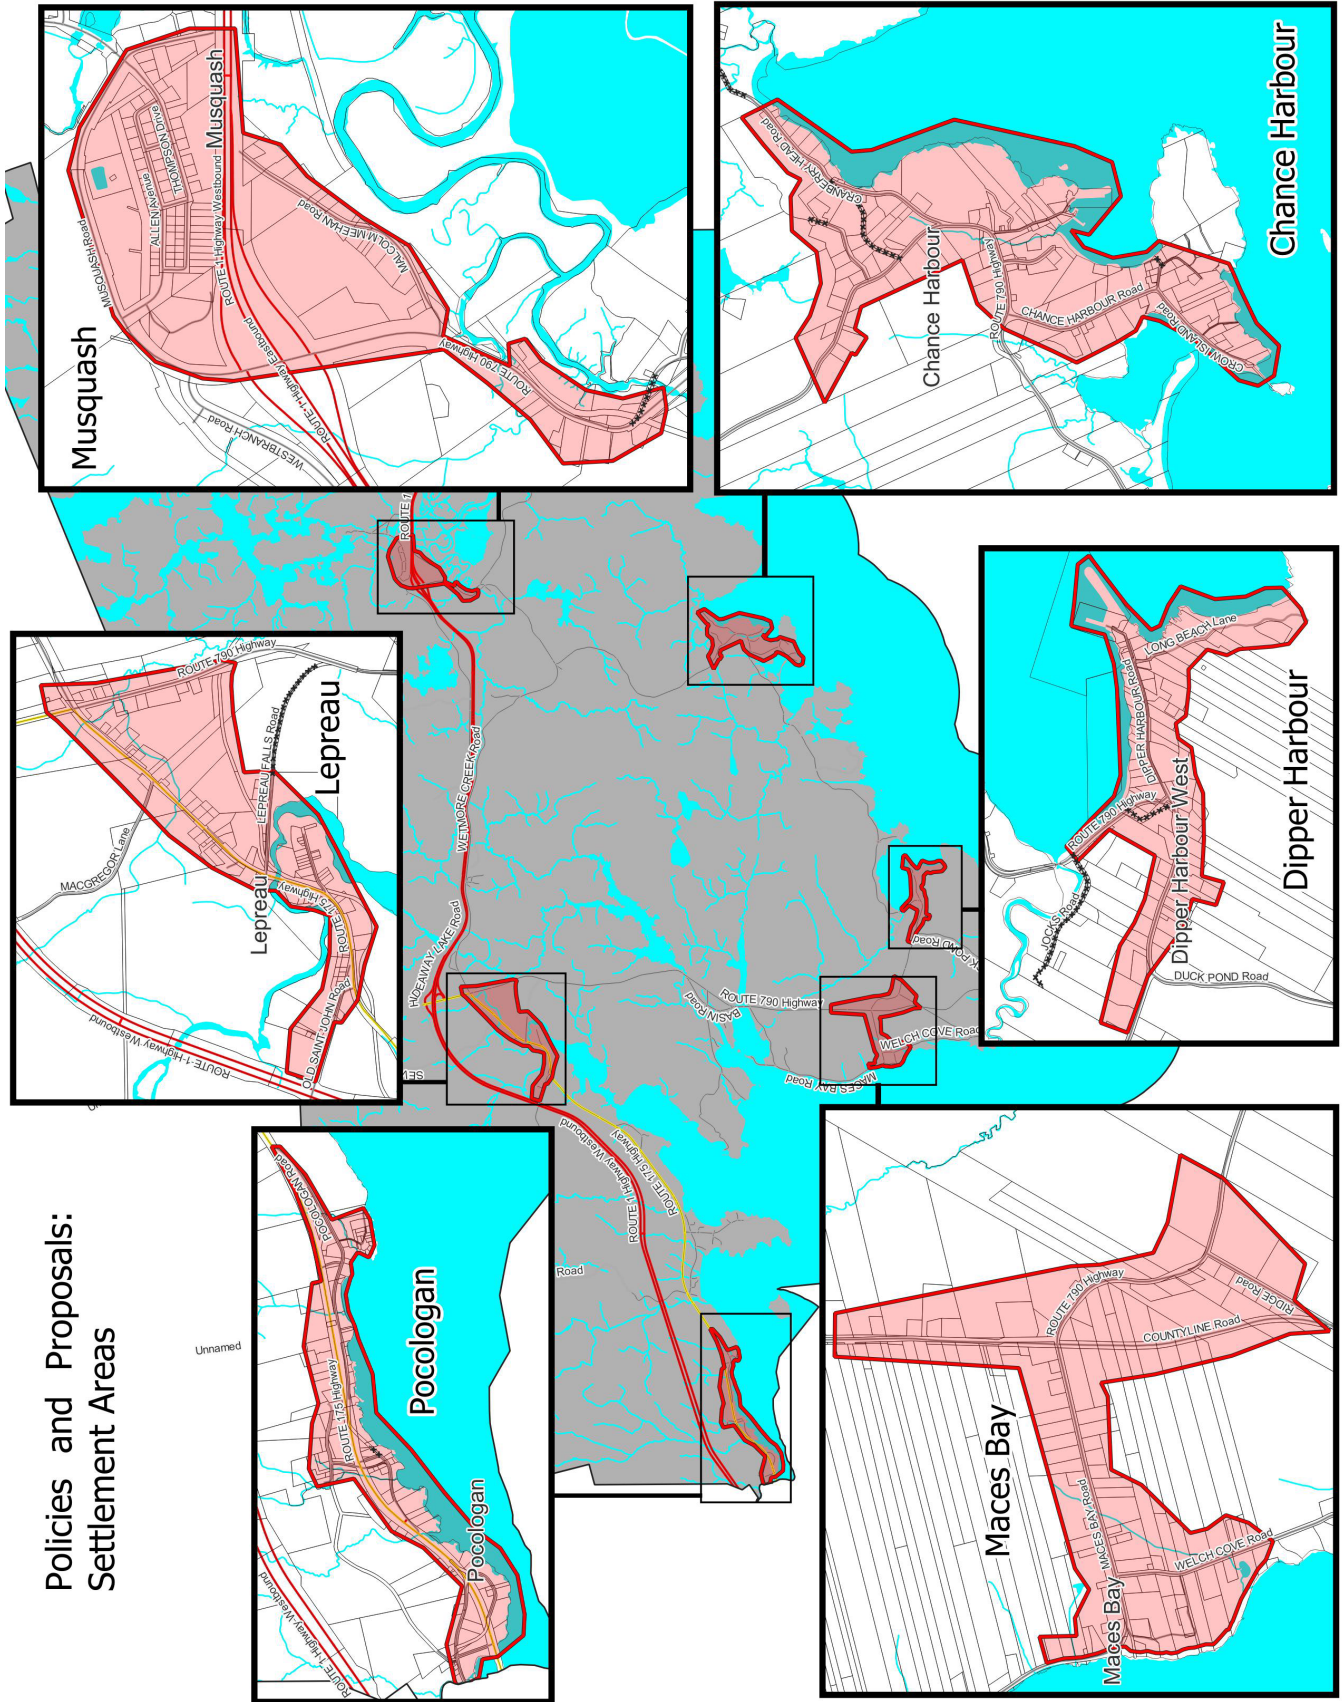 Policies and Proposals:
Settlement Areas
Unnamed
Pocologan
Pocologan
POCOLOGAN Road
ROUTE 175 Highway
ROUTE 1 Highway Westbound
Lepreau
Lepreau
ROUTE 790 Highway
LEPREAU FALLS Road
MACGREGOR Lane
ROUTE 175 Highway
OLD SAINT JOHN Road
ROUTE 1 Highway Westbound
Musquash
Musquash
MUSQUASH Road
ALLEN Avenue
THOMPSON Drive
ROUTE 1 Highway Westbound
ROUTE 1 Highway Eastbound
MALCOLM MEEHAN Road
WESTBRANCH Road
ROUTE 790 Highway
ROUTE 1
WETMORE CREEK Road
HIDEAWAY LAKE Road
ROUTE 1 Highway Westbound
ROUTE 175 Highway
Road
BASIN Road
ROUTE 790 Highway
MACES BAY Road
WELCH COVE Road
Maces Bay
Maces Bay
ROUTE 790 Highway
COUNTYLINE Road
RIDGE Road
MACES BAY Road
WELCH COVE Road
Dipper Harbour
Dipper Harbour West
DIPPER HARBOUR Road
LONG BEACH Lane
ROUTE 790 Highway
JOCKS Road
DUCK POND Road
Chance Harbour
Chance Harbour
CRANBERRY HEAD Road
ROUTE 790 Highway
CHANCE HARBOUR Road
CROW ISLAND Road